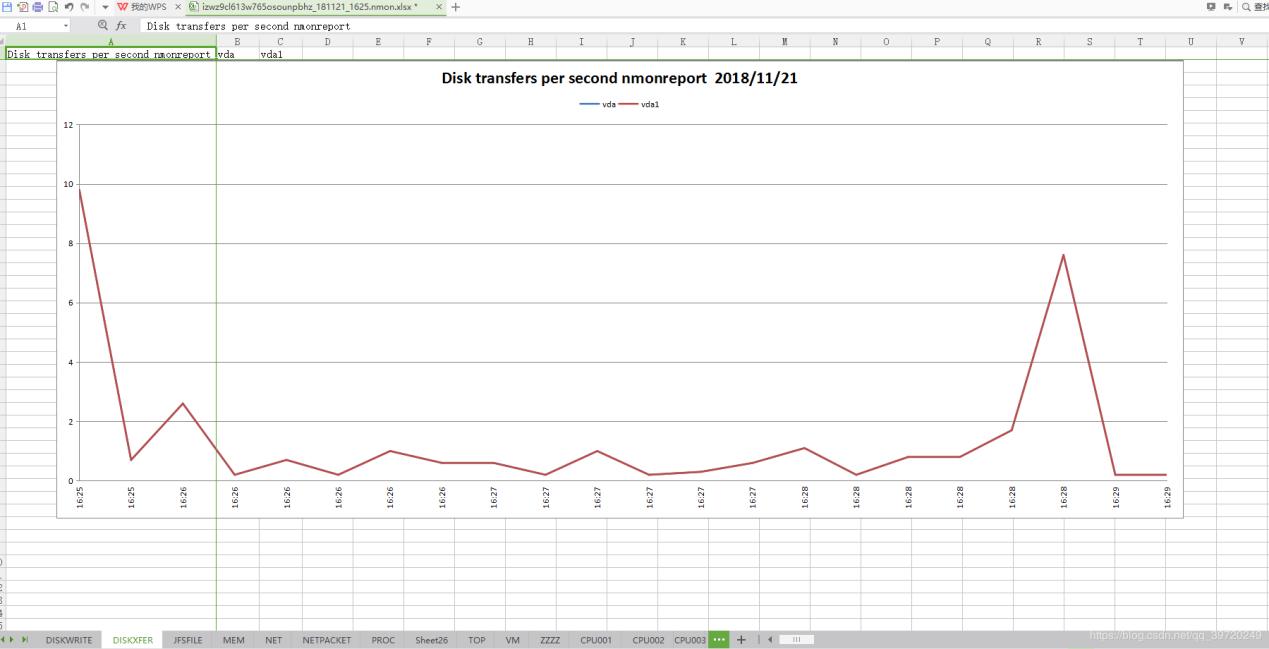 我的WPS × izwz9cl613w765osounpbhz_181121_1625.nmon.xlsx * × +
A1 fx Disk transfers per second nmonreport
A B C D E F G H I J K L M N O P Q R S T U V
Disk transfers per second nmonreport vda vda1
Disk transfers per second nmonreport 2018/11/21
vda vda1
12
10
8
6
4
2
0
16:25 16:25 16:26 16:26 16:26 16:26 16:26 16:26 16:27 16:27 16:27 16:27 16:27 16:27 16:28 16:28 16:28 16:28 16:28 16:28 16:29 16:29
DISKWRITE DISKXFER JFSFILE MEM NET NETPACKET PROC Sheet26 TOP VM ZZZZ CPU001 CPU002 CPU003 ... +
https://blog.csdn.net/qq_39720249